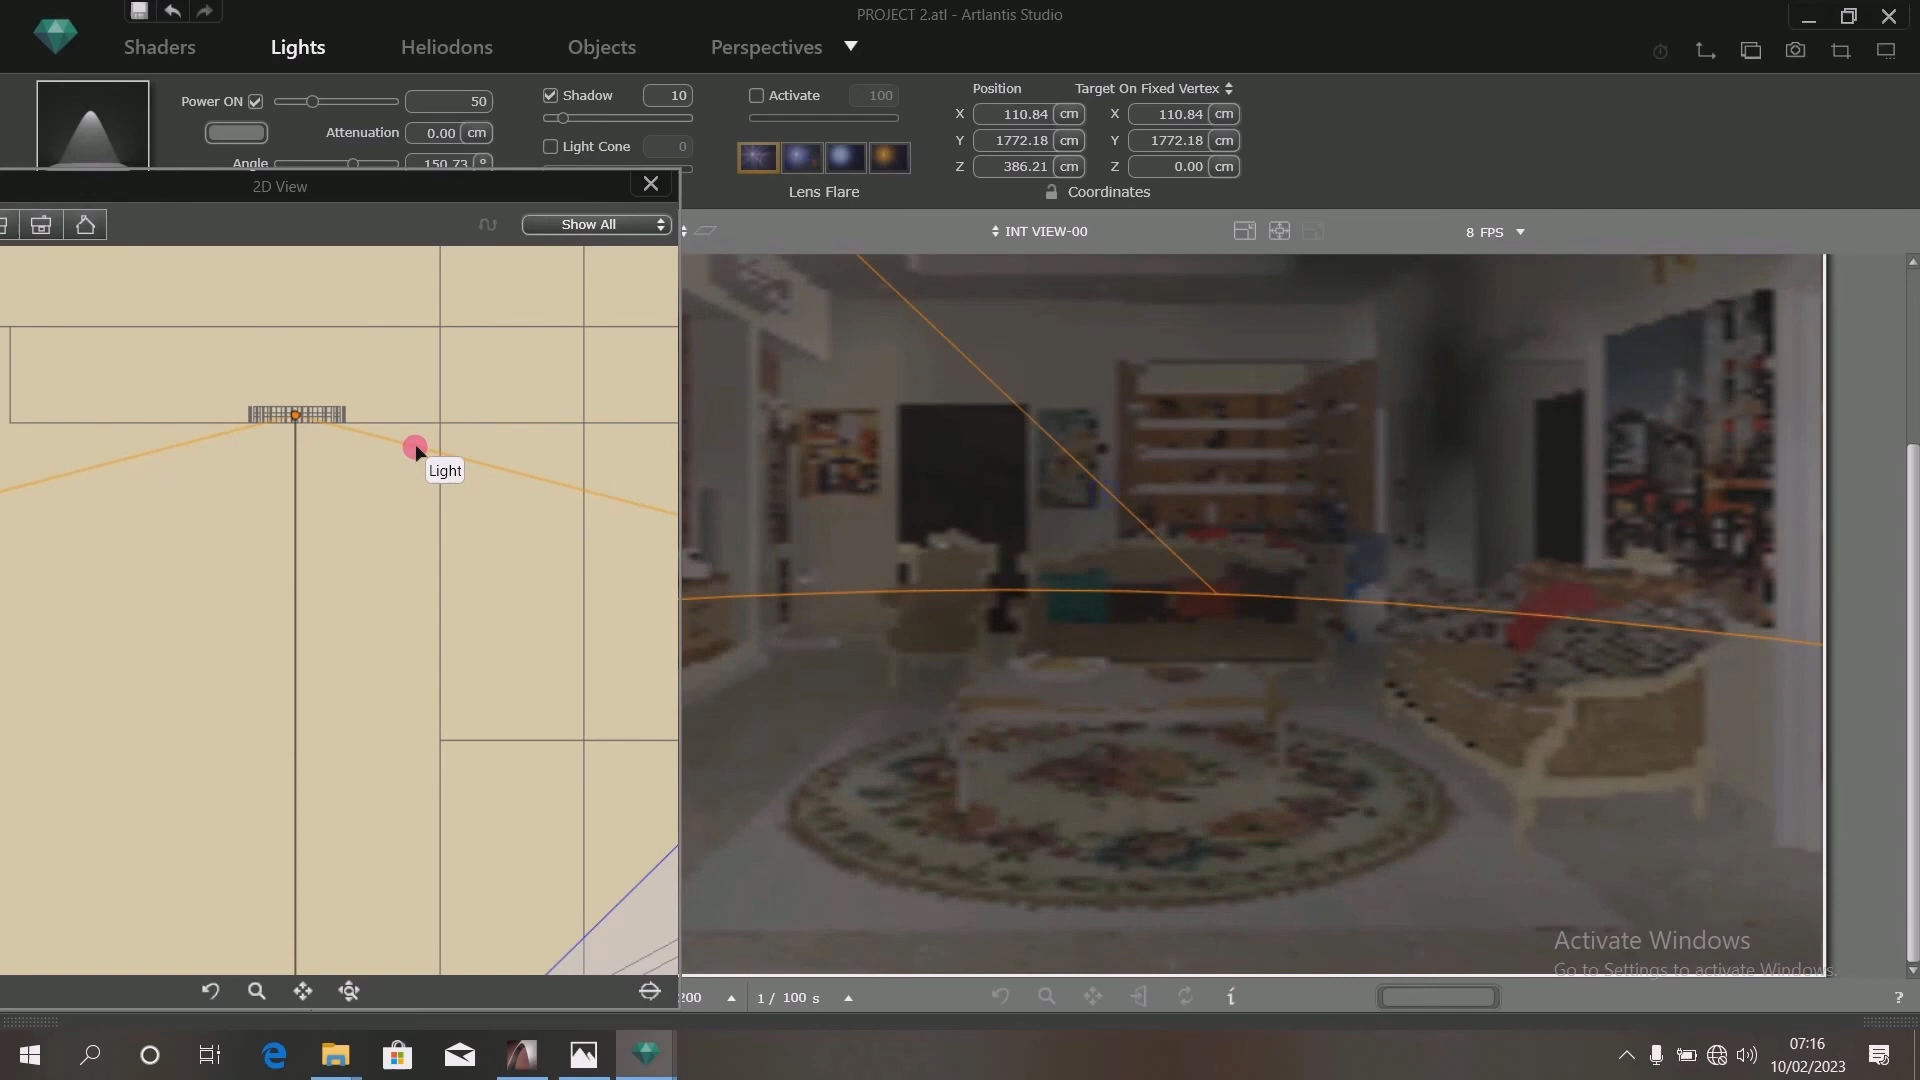 PROJECT 2.atl - Artlantis Studio
Shaders
Lights
Heliodons
Objects
Perspectives
Power ON
50
Attenuation
0.00 cm
Angle
150.73 °
Shadow
10
Light Cone
0
Activate
100
Lens Flare
Position
Target On Fixed Vertex
X 110.84 cm
X 110.84 cm
Y 1772.18 cm
Y 1772.18 cm
Z 386.21 cm
Z 0.00 cm
Coordinates
2D View
Show All
INT VIEW-00
8 FPS
Light
Activate Windows
Go to Settings to activate Windows.
200
1 / 100 s
i
?
07:16
10/02/2023